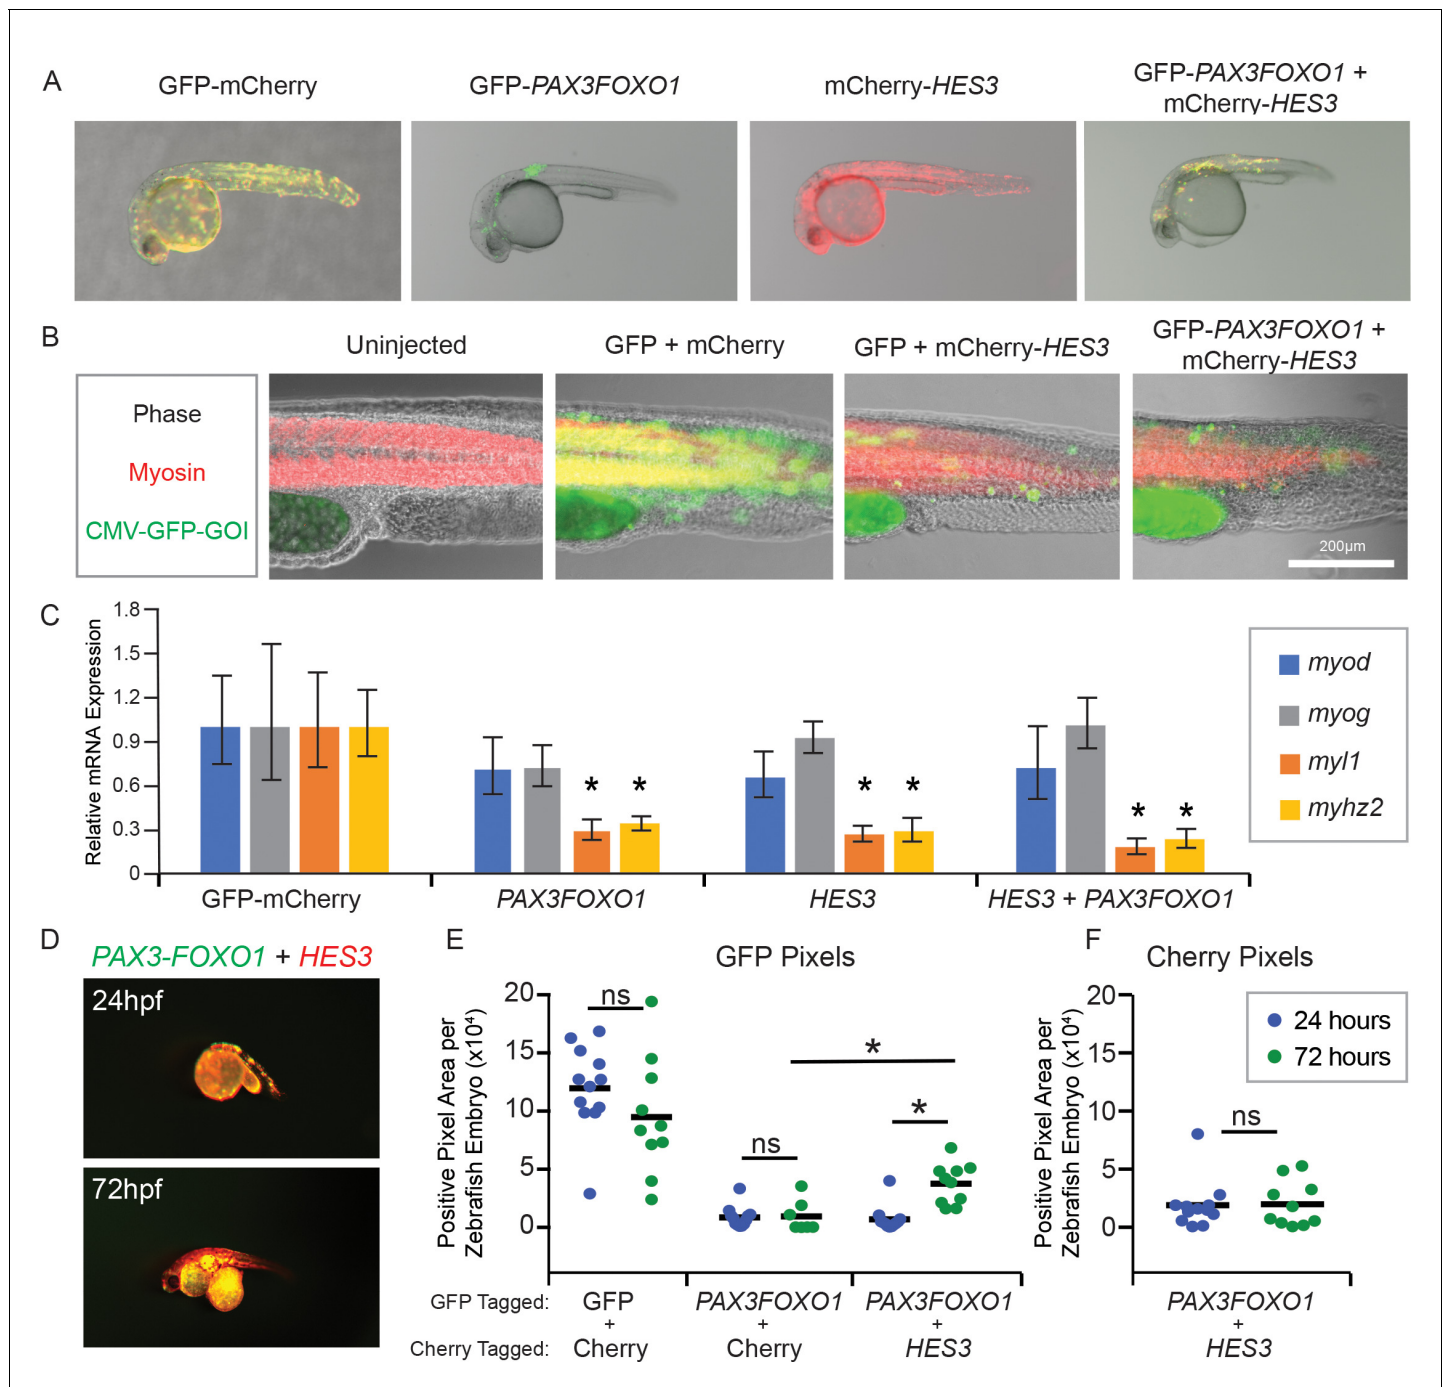 A
GFP-mCherry
GFP-PAX3FOXO1
mCherry-HES3
GFP-PAX3FOXO1 +
mCherry-HES3
B
Uninjected
GFP + mCherry
GFP + mCherry-HES3
GFP-PAX3FOXO1 +
mCherry-HES3
Phase
Myosin
CMV-GFP-GOI
200µm
C
Relative mRNA Expression
1.8
1.5
1.2
0.9
0.6
0.3
0
* *
* *
* *
GFP-mCherry
PAX3FOXO1
HES3
HES3 + PAX3FOXO1
myod
myog
myl1
myhz2
D
PAX3-FOXO1 + HES3
24hpf
72hpf
E
GFP Pixels
Positive Pixel Area per
Zebrafish Embryo (x10⁴)
20
15
10
5
0
ns
ns
*
*
GFP Tagged:
GFP
+
Cherry
PAX3FOXO1
+
Cherry
PAX3FOXO1
+
HES3
Cherry Tagged:
F
Cherry Pixels
Positive Pixel Area per
Zebrafish Embryo (x10⁴)
20
15
10
5
0
24 hours
72 hours
ns
PAX3FOXO1
+
HES3